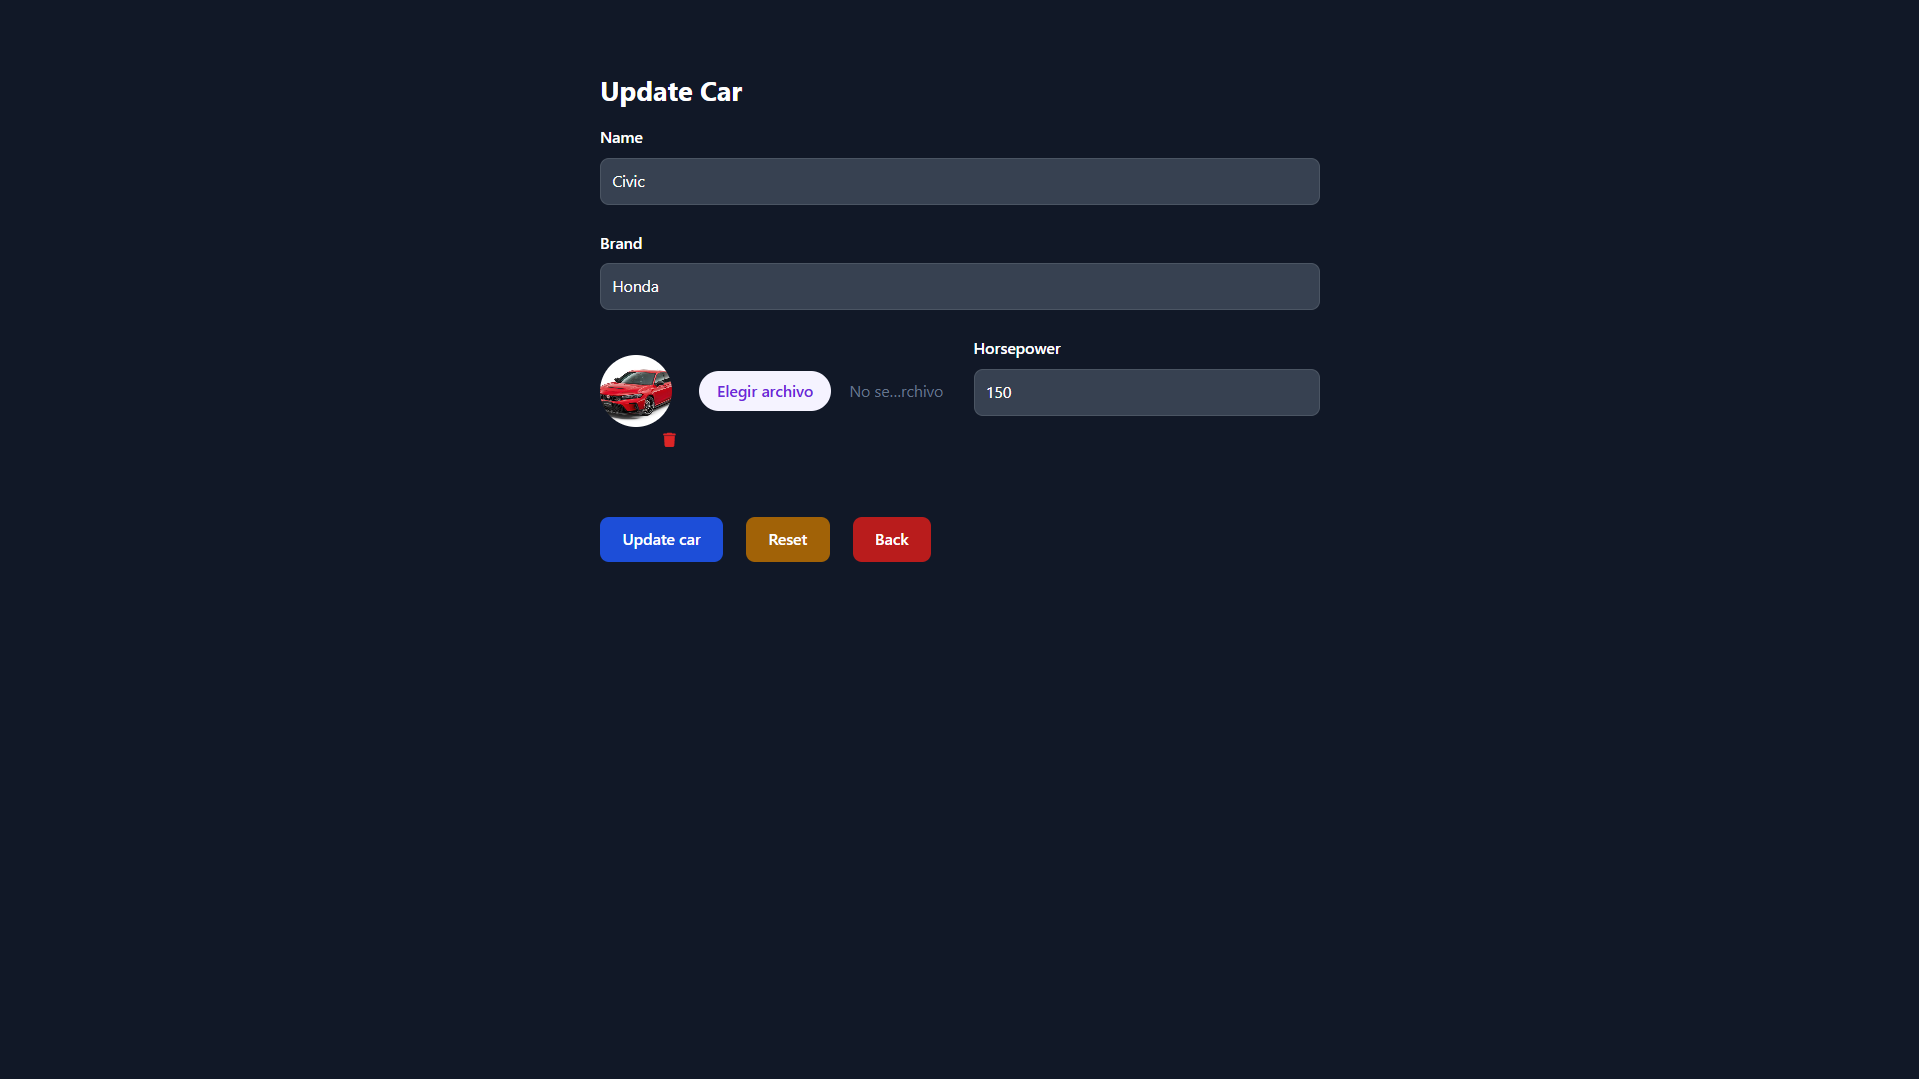 Update Car
Name
Civic
Brand
Honda
Elegir archivo
No se...rchivo
Horsepower
150
Update car
Reset
Back